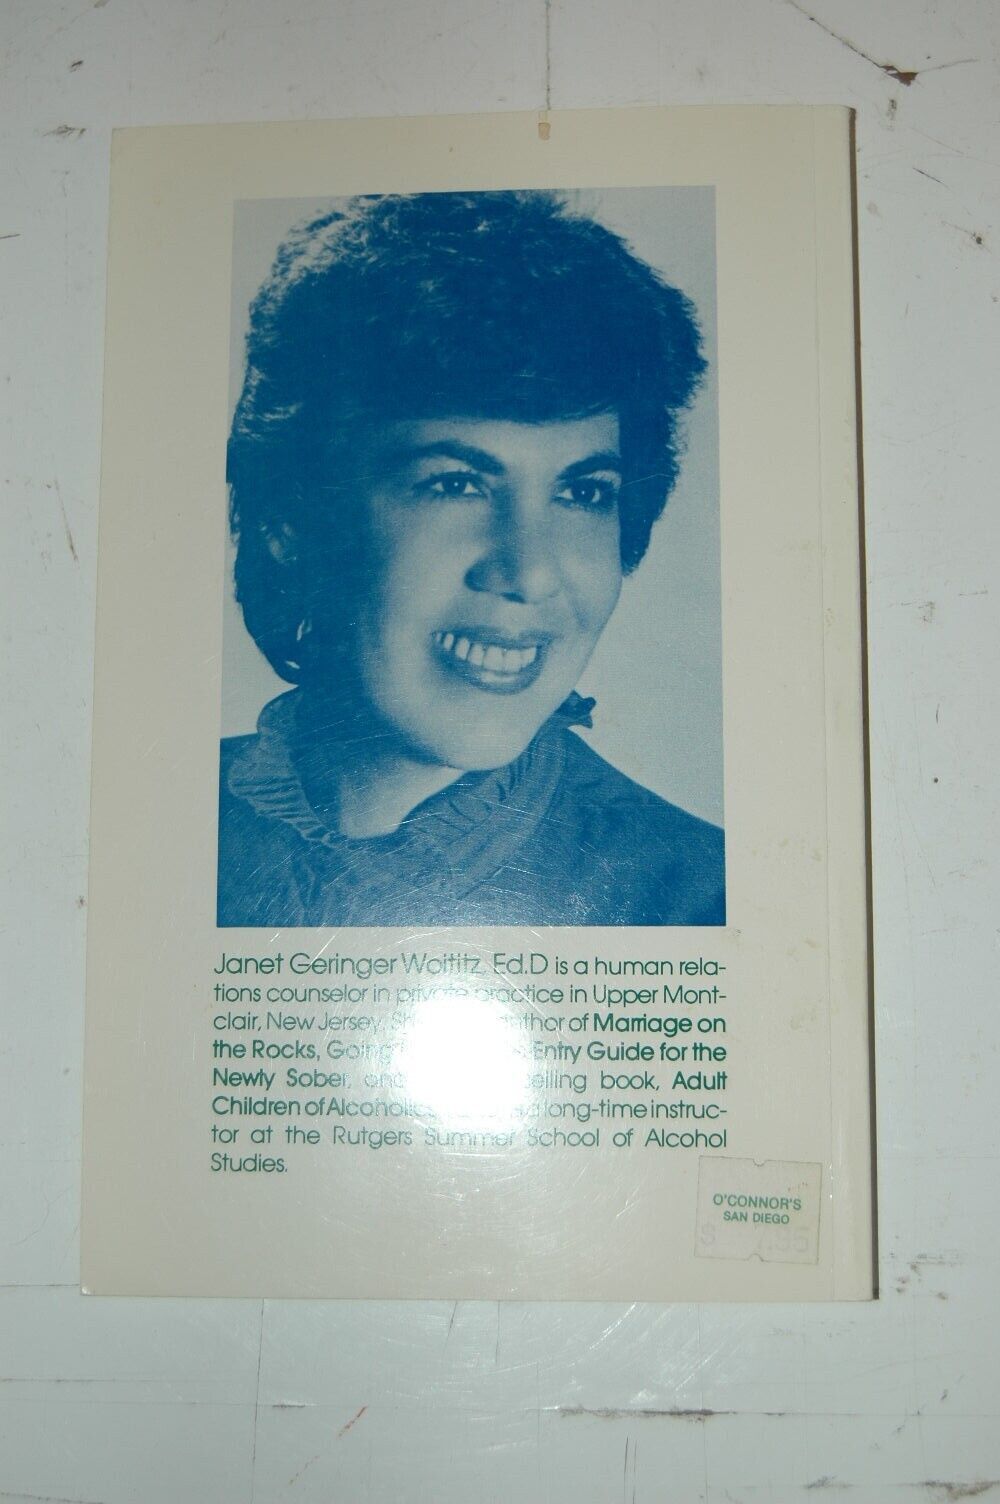 Janet Geringer Woititz, Ed.D is a human rela-
tions counselor in private practice in Upper Mont-
clair, New Jersey. author of Marriage on
the Rocks, Going Entry Guide for the
Newly Sober, and selling book, Adult
Children of Alcoholics long-time instruc-
tor at the Rutgers Summer School of Alcohol
Studies.
O'CONNOR'S
SAN DIEGO
$ 7.95